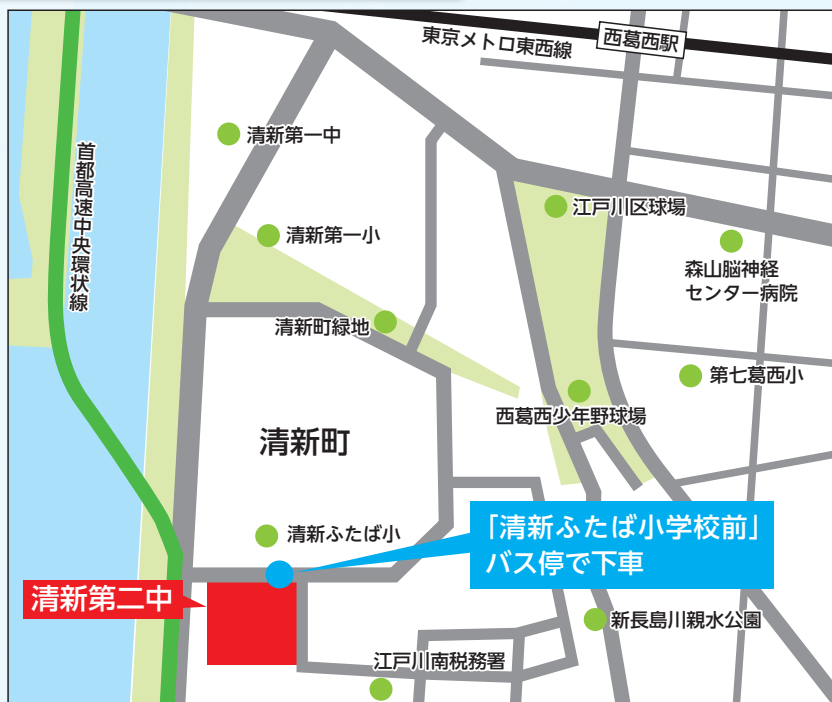 東京メトロ東西線
西葛西駅
首都高速中央環状線
清新第一中
江戸川区球場
清新第一小
森山脳神経
センター病院
清新町緑地
第七葛西小
西葛西少年野球場
清新町
清新ふたば小
「清新ふたば小学校前」
バス停で下車
清新第二中
新長島川親水公園
江戸川南税務署